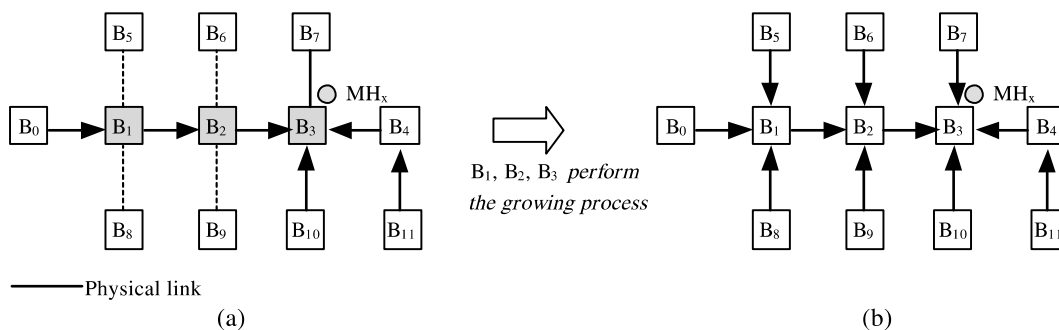 B5 B6 B7 B5 B6 B7
MHx MHx
B0 B1 B2 B3 B4 B0 B1 B2 B3 B4
B1, B2, B3 perform
the growing process
B8 B9 B10 B11 B8 B9 B10 B11
Physical link
(a) (b)